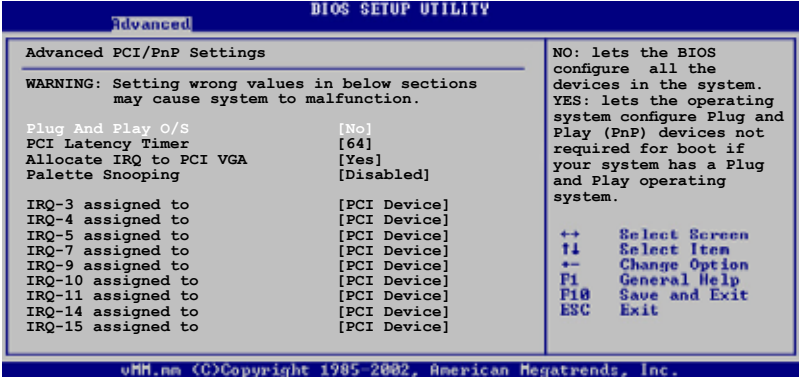 BIOS SETUP UTILITY
Advanced
Advanced PCI/PnP Settings
WARNING: Setting wrong values in below sections
may cause system to malfunction.
Plug And Play O/S [No]
PCI Latency Timer [64]
Allocate IRQ to PCI VGA [Yes]
Palette Snooping [Disabled]
IRQ-3 assigned to [PCI Device]
IRQ-4 assigned to [PCI Device]
IRQ-5 assigned to [PCI Device]
IRQ-7 assigned to [PCI Device]
IRQ-9 assigned to [PCI Device]
IRQ-10 assigned to [PCI Device]
IRQ-11 assigned to [PCI Device]
IRQ-14 assigned to [PCI Device]
IRQ-15 assigned to [PCI Device]
NO: lets the BIOS
configure all the
devices in the system.
YES: lets the operating
system configure Plug and
Play (PnP) devices not
required for boot if
your system has a Plug
and Play operating
system.
↔ Select Screen
↑↓ Select Item
+- Change Option
F1 General Help
F10 Save and Exit
ESC Exit
vMM.mm (C)Copyright 1985-2002, American Megatrends, Inc.